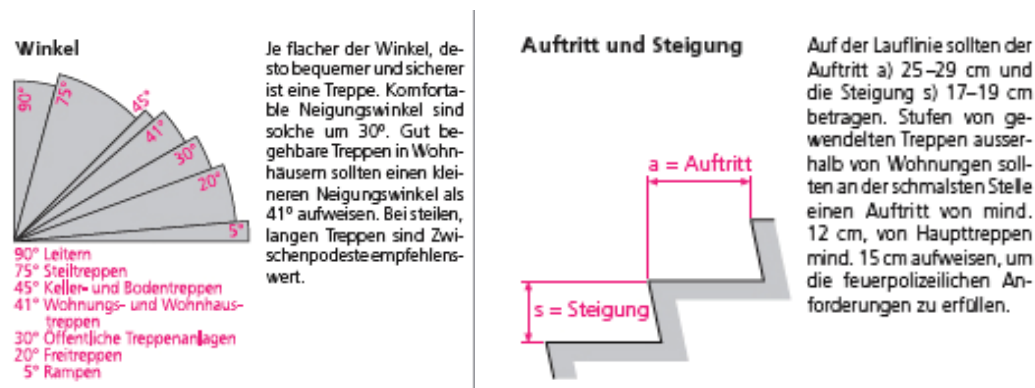 Winkel
90°
75°
45°
41°
30°
20°
5°
90° Leitern
75° Steiltreppen
45° Keller- und Bodentreppen
41° Wohnungs- und Wohnhaus-
treppen
30° Öffentliche Treppenanlagen
20° Freitreppen
5° Rampen
Je flacher der Winkel, de-
sto bequemer und sicherer
ist eine Treppe. Komforta-
ble Neigungswinkel sind
solche um 30º. Gut be-
gehbare Treppen in Wohn-
häusern sollten einen klei-
neren Neigungswinkel als
41º aufweisen. Bei steilen,
langen Treppen sind Zwi-
schenpodeste empfehlens-
wert.
Auftritt und Steigung
a = Auftritt
s = Steigung
Auf der Lauflinie sollten der
Auftritt a) 25–29 cm und
die Steigung s) 17–19 cm
betragen. Stufen von ge-
wendelten Treppen ausser-
halb von Wohnungen soll-
ten an der schmalsten Stelle
einen Auftritt von mind.
12 cm, von Haupttreppen
mind. 15 cm aufweisen, um
die feuerpolizeilichen An-
forderungen zu erfüllen.